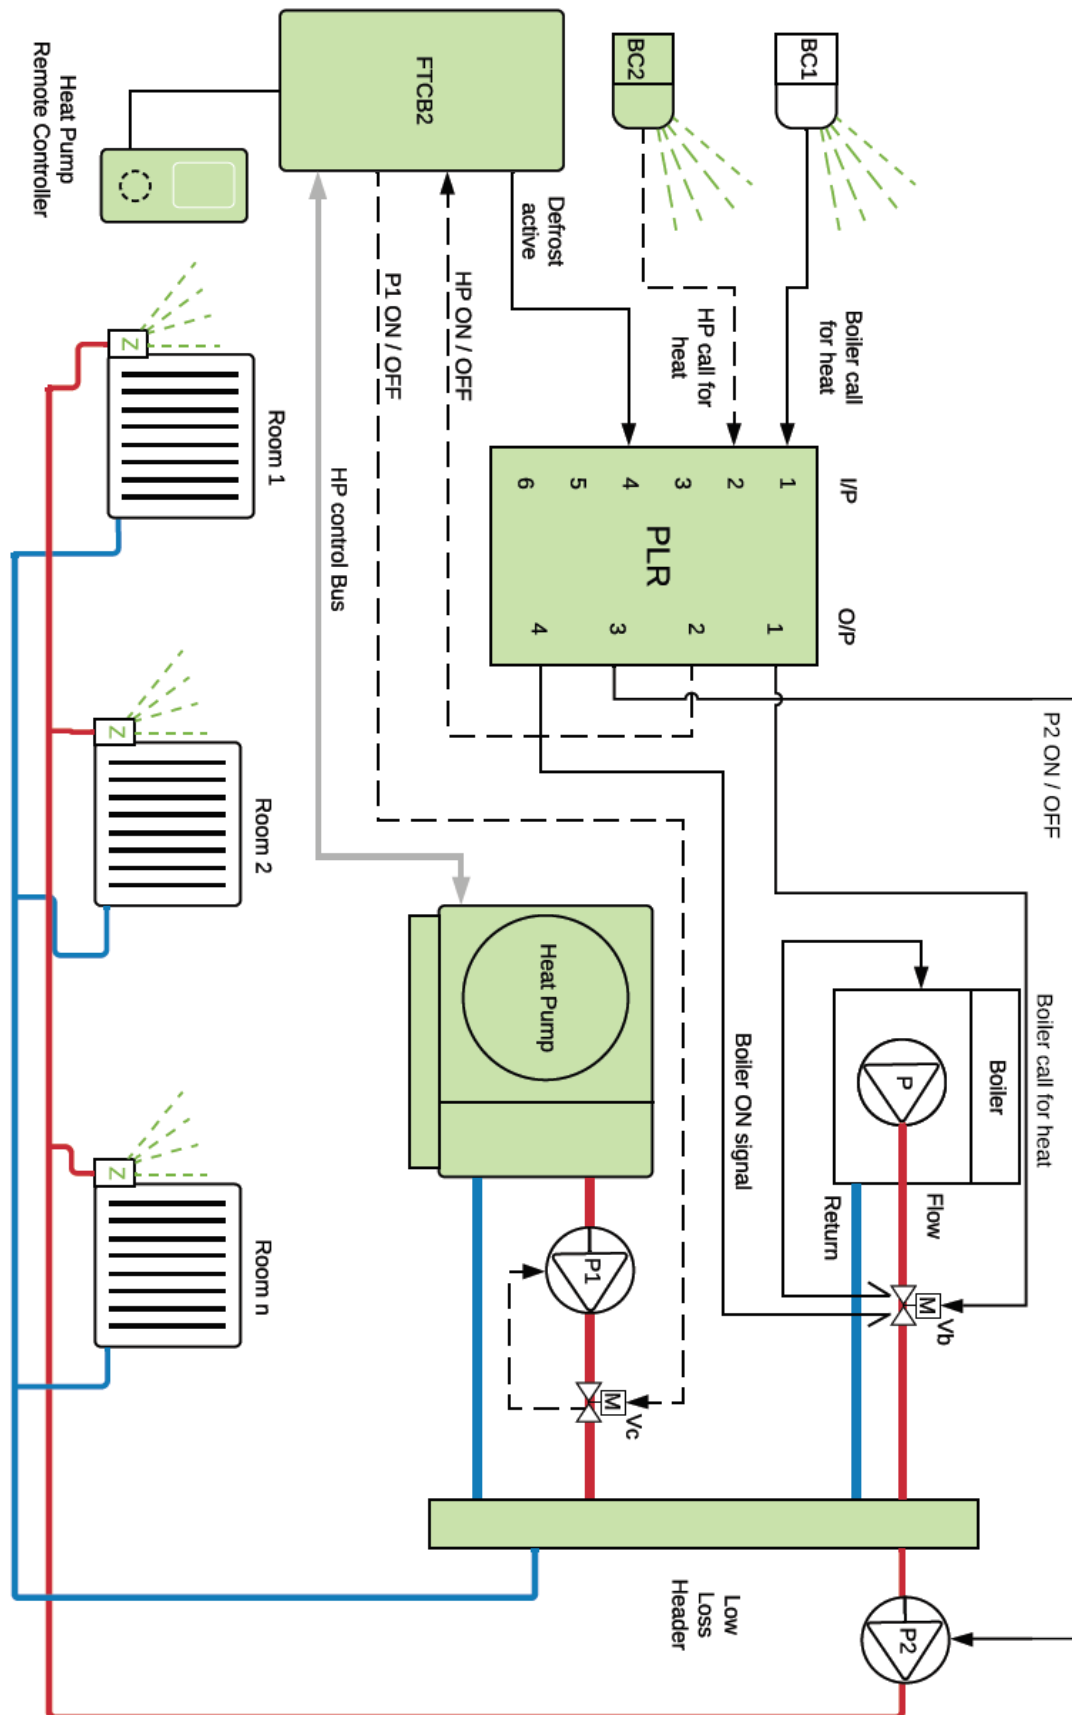 P2 ON / OFF
Boiler call for heat
Boiler
Vb
M
Flow
P
P2
Return
Boiler call
for heat
I/P
O/P
BC1
BC2
HP call for
heat
Boiler ON signal
Low
Loss
Header
1
2
3
4
5
6
PLR
1
2
3
4
Defrost
active
Vc
M
P1
Heat Pump
FTCB2
HP ON / OFF
P1 ON / OFF
HP control Bus
Heat Pump
Remote Controller
Room 1
Room 2
Room n
Z
Z
Z